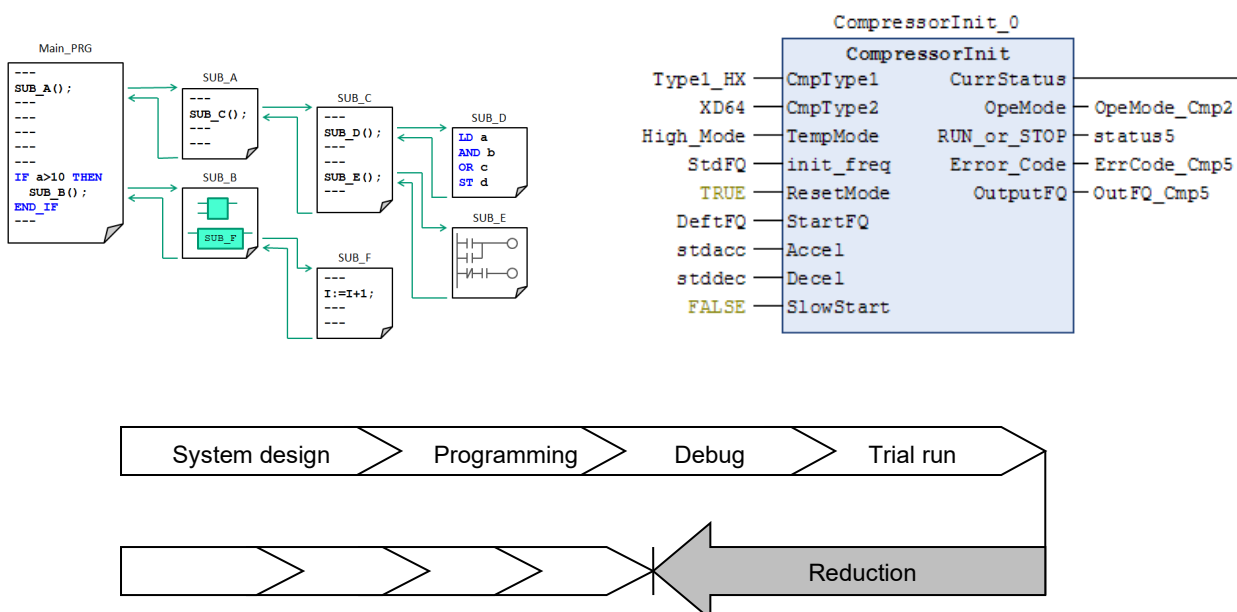 Main_PRG
---
SUB_A();
---
---
---
---
---
IF a>10 THEN
SUB_B();
END_IF
---
SUB_A
---
SUB_C();
---
---
SUB_B
SUB_F
SUB_C
---
SUB_D();
---
---
SUB_E();
---
SUB_F
---
I:=I+1;
---
---
SUB_D
LD a
AND b
OR c
ST d
SUB_E
CompressorInit_0
CompressorInit
Type1_HX CmpType1 CurrStatus
XD64 CmpType2 OpeMode OpeMode_Cmp2
High_Mode TempMode RUN_or_STOP status5
StdFQ init_freq Error_Code ErrCode_Cmp5
TRUE ResetMode OutputFQ OutFQ_Cmp5
DeftFQ StartFQ
stdacc Accel
stddec Decel
FALSE SlowStart
System design Programming Debug Trial run
Reduction